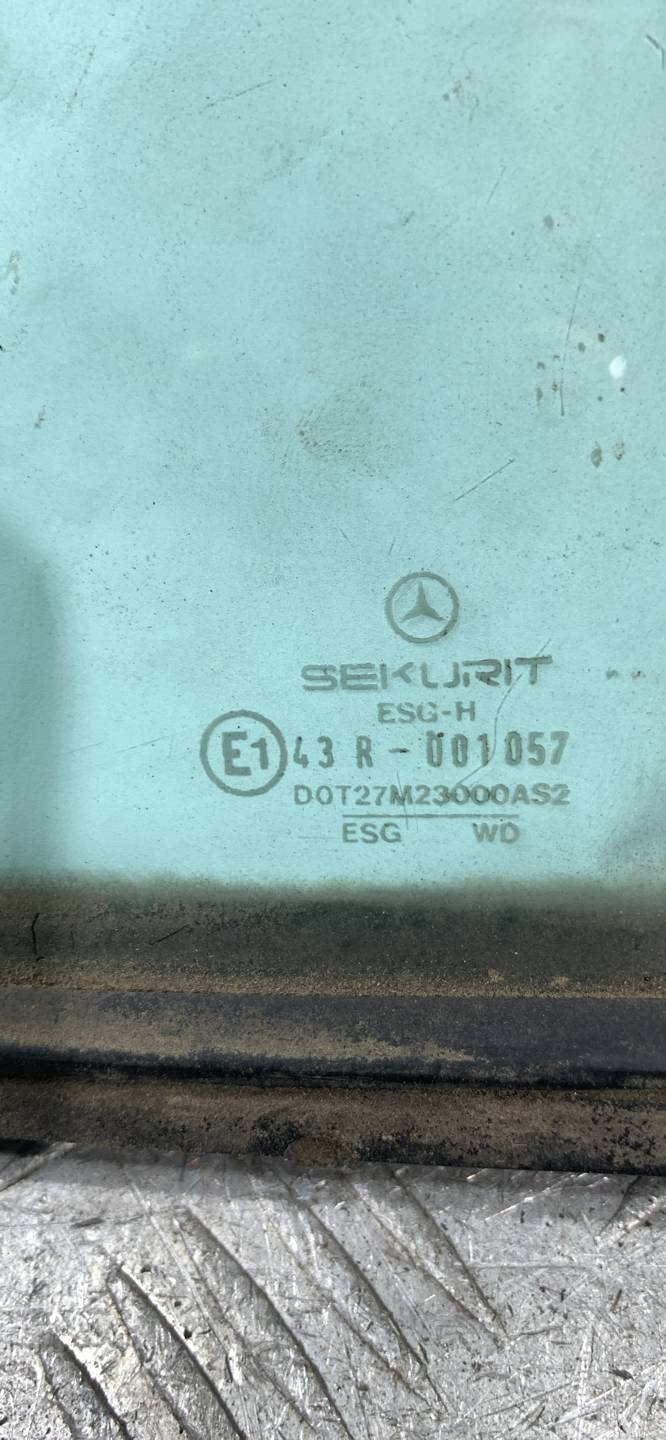 SEKURIT
ESG-H
E1 43 R - 001057
DOT27M23000AS2
ESG WD